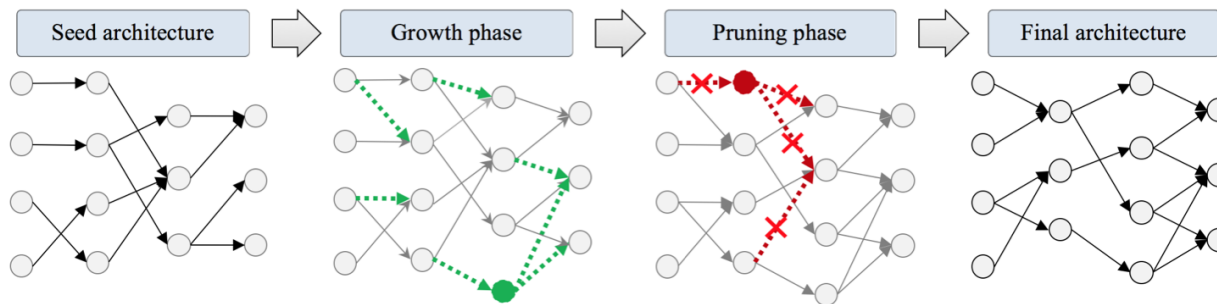 Seed architecture
Growth phase
Pruning phase
Final architecture